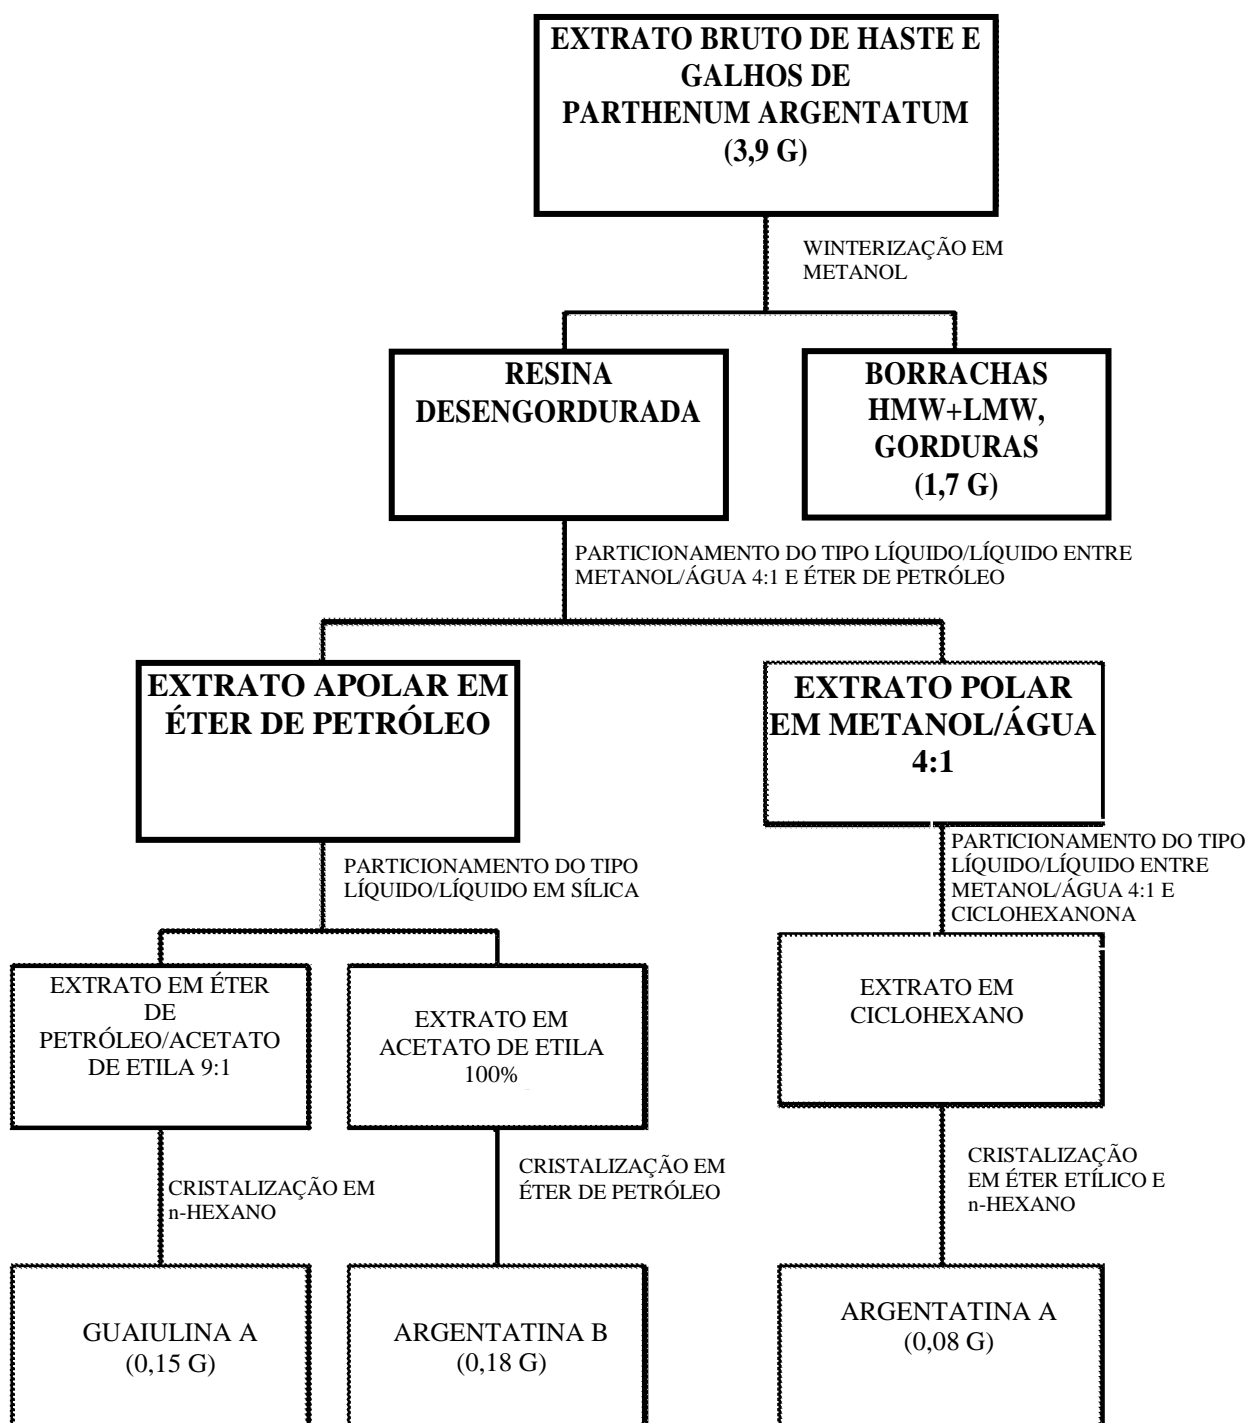 EXTRATO BRUTO DE HASTE E
GALHOS DE
PARTHENUM ARGENTATUM
(3,9 G)
WINTERIZAÇÃO EM
METANOL
RESINA
DESENGORDURADA
BORRACHAS
HMW+LMW,
GORDURAS
(1,7 G)
PARTICIONAMENTO DO TIPO LÍQUIDO/LÍQUIDO ENTRE
METANOL/ÁGUA 4:1 E ÉTER DE PETRÓLEO
EXTRATO APOLAR EM
ÉTER DE PETRÓLEO
EXTRATO POLAR
EM METANOL/ÁGUA
4:1
PARTICIONAMENTO DO TIPO
LÍQUIDO/LÍQUIDO EM SÍLICA
PARTICIONAMENTO DO TIPO
LÍQUIDO/LÍQUIDO ENTRE
METANOL/ÁGUA 4:1 E
CICLOHEXANONA
EXTRATO EM ÉTER
DE
PETRÓLEO/ACETATO
DE ETILA 9:1
EXTRATO EM
ACETATO DE ETILA
100%
EXTRATO EM
CICLOHEXANO
CRISTALIZAÇÃO EM
n-HEXANO
CRISTALIZAÇÃO EM
ÉTER DE PETRÓLEO
CRISTALIZAÇÃO
EM ÉTER ETÍLICO E
n-HEXANO
GUAIULINA A
(0,15 G)
ARGENTATINA B
(0,18 G)
ARGENTATINA A
(0,08 G)